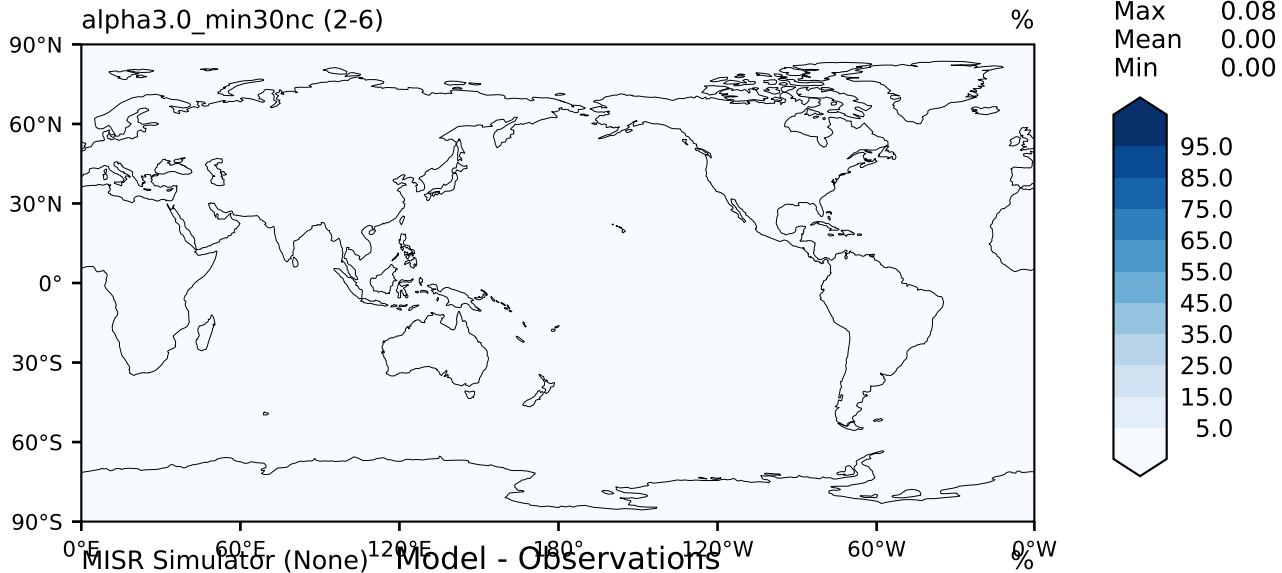 alpha3.0_min30nc (2-6) %
Max 0.08
Mean 0.00
Min 0.00
90°N
60°N
30°N
0°
30°S
60°S
90°S
95.0
85.0
75.0
65.0
55.0
45.0
35.0
25.0
15.0
5.0
0°E 60°E 120°E 180° 120°W 60°W 0°W
MISR Simulator (None) Model - Observations %